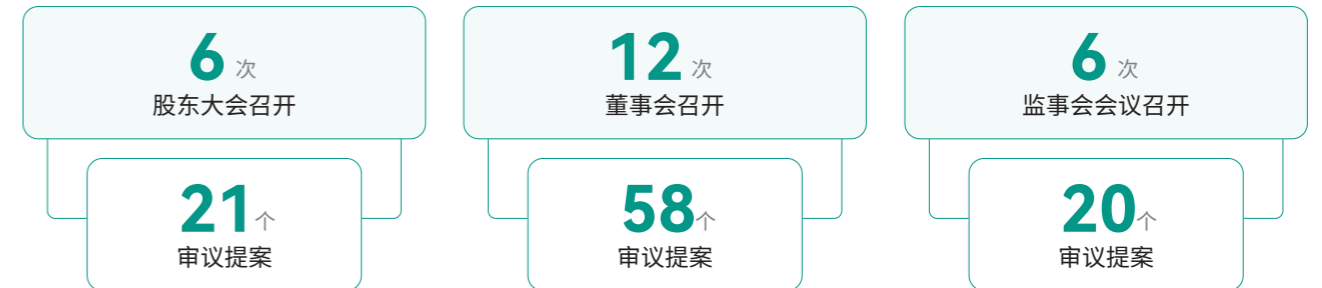 6 次
股东大会召开
21个
审议提案
12 次
董事会召开
58个
审议提案
6 次
监事会会议召开
20个
审议提案